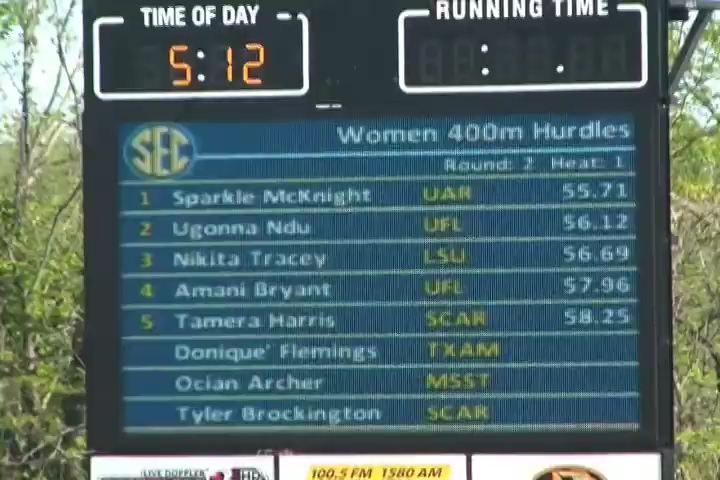 TIME OF DAY
RUNNING TIME
5:12
SEC
Women 400m Hurdles
Round: 2 Heat: 1
1 Sparkle McKnight UAR 55.71
2 Ugonna Ndu UFL 56.12
3 Nikita Tracey LSU 56.69
4 Amani Bryant UFL 57.96
5 Tamera Harris SCAR 58.25
Donique' Flemings TXAM
Ocian Archer MSST
Tyler Brockington SCAR
LIVE DOPPLER
100.5 FM 1580 AM